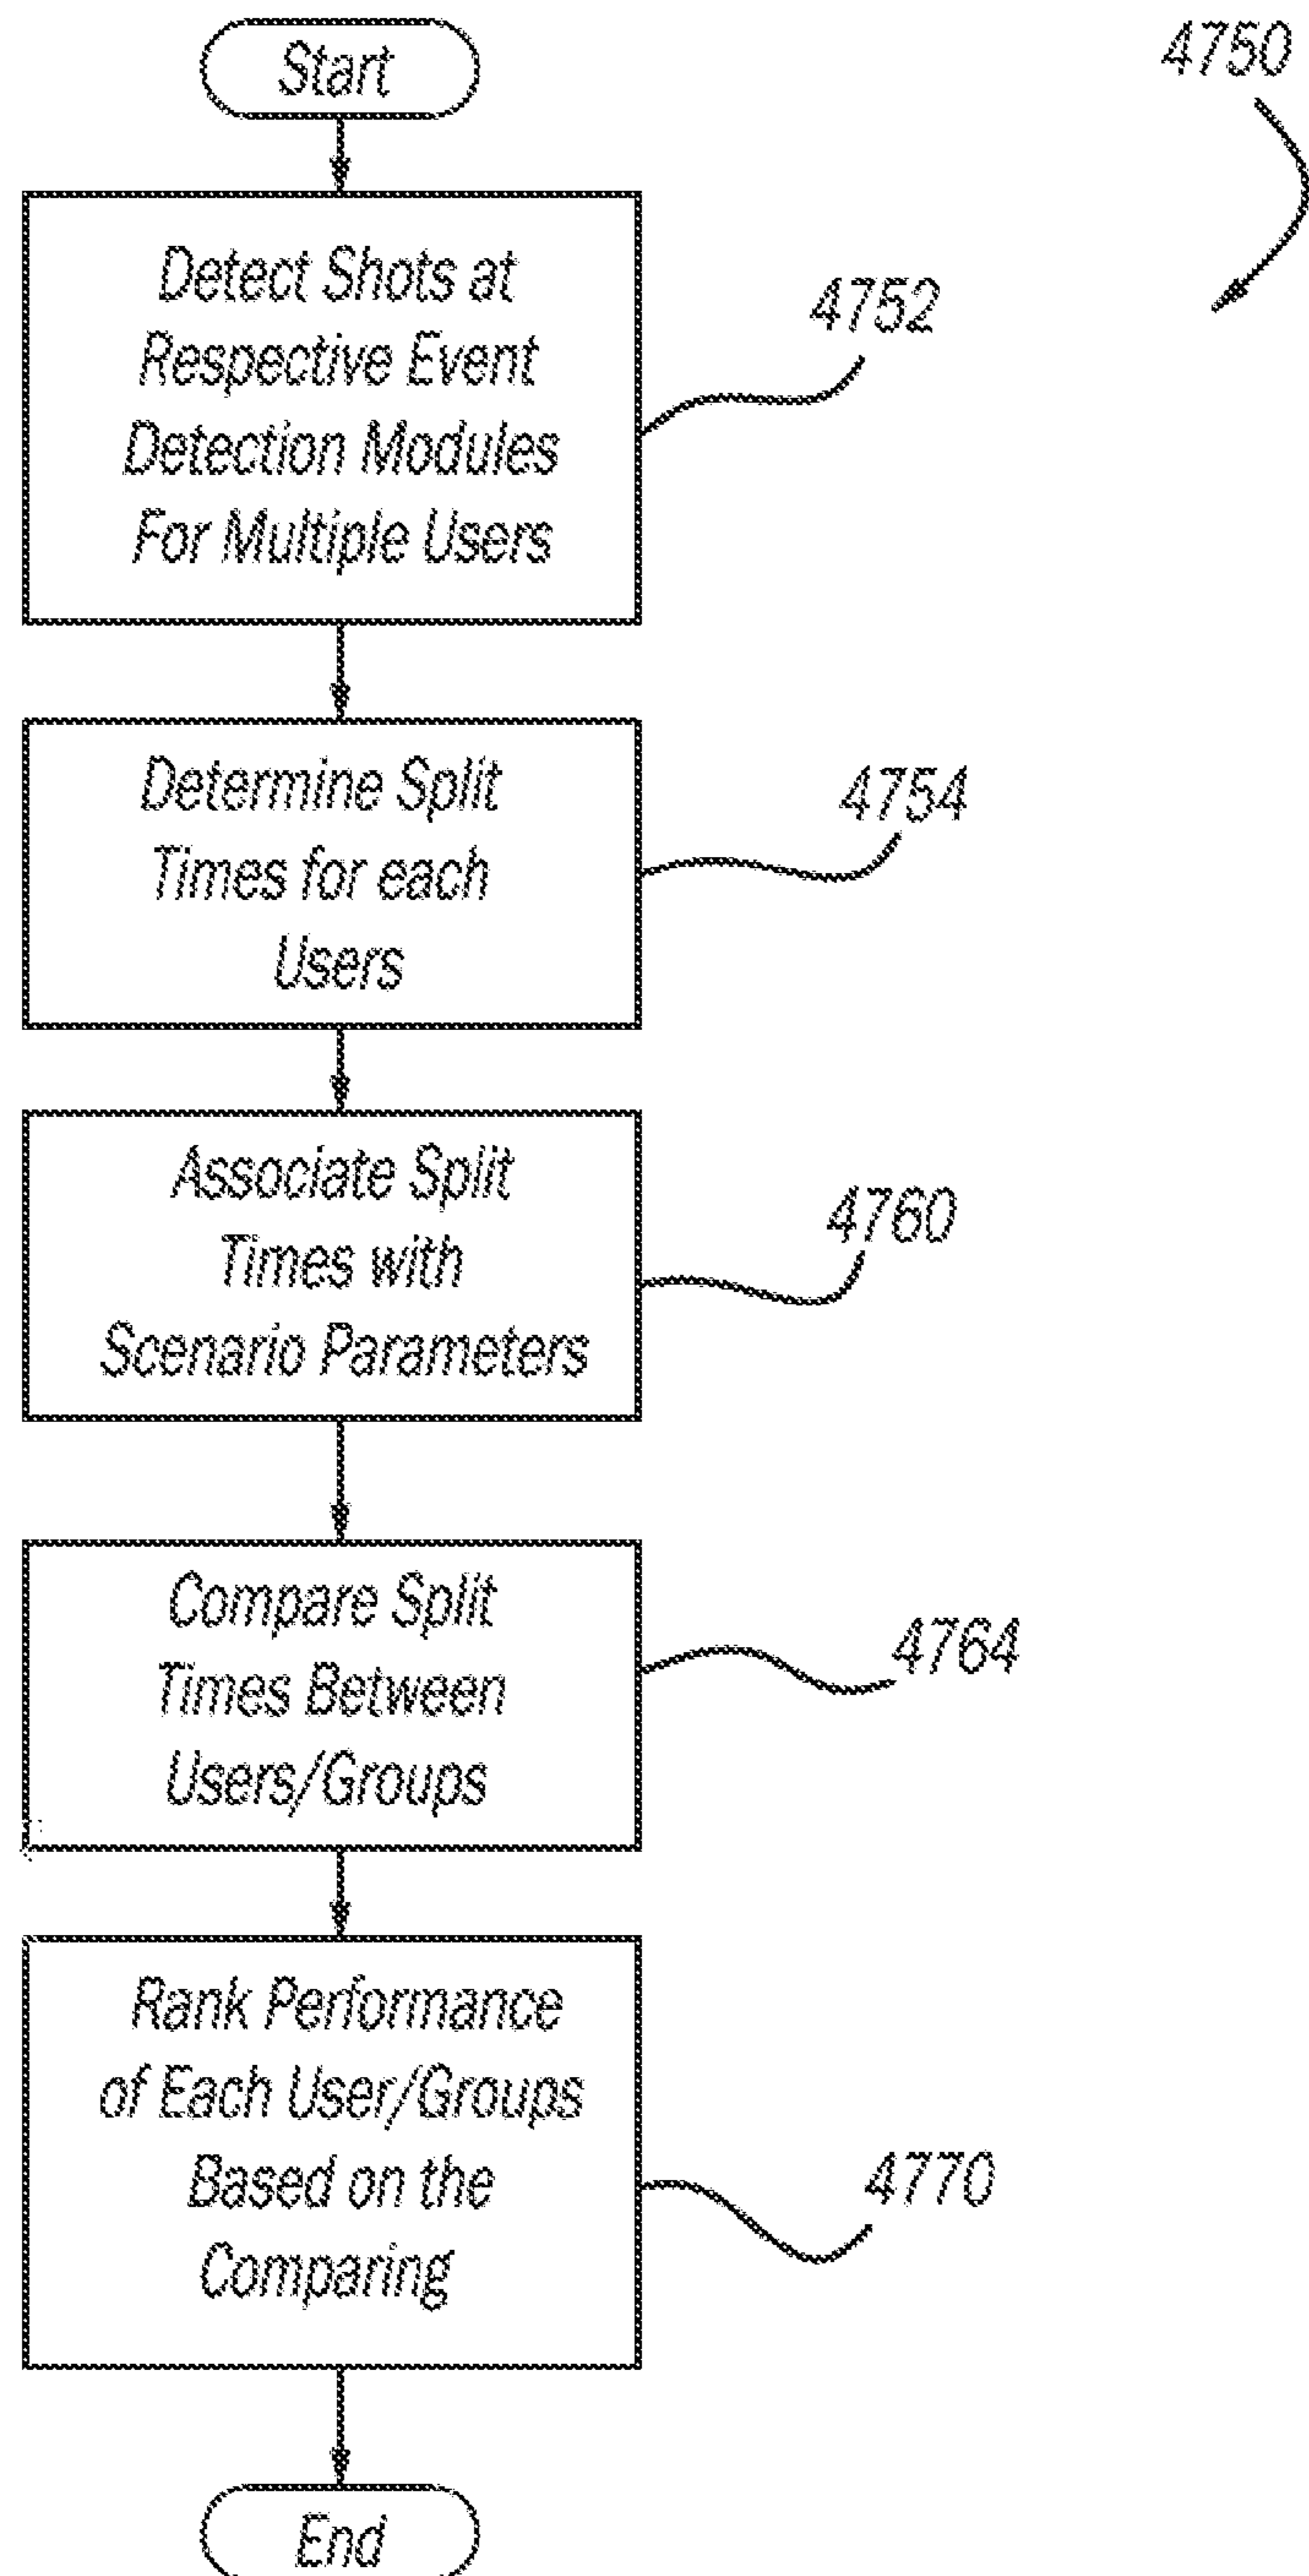 Start
4750
Detect Shots at
Respective Event
Detection Modules
For Multiple Users
4752
Determine Split
Times for each
Users
4754
Associate Split
Times with
Scenario Parameters
4760
Compare Split
Times Between
Users/Groups
4764
Rank Performance
of Each User/Groups
Based on the
Comparing
4770
End